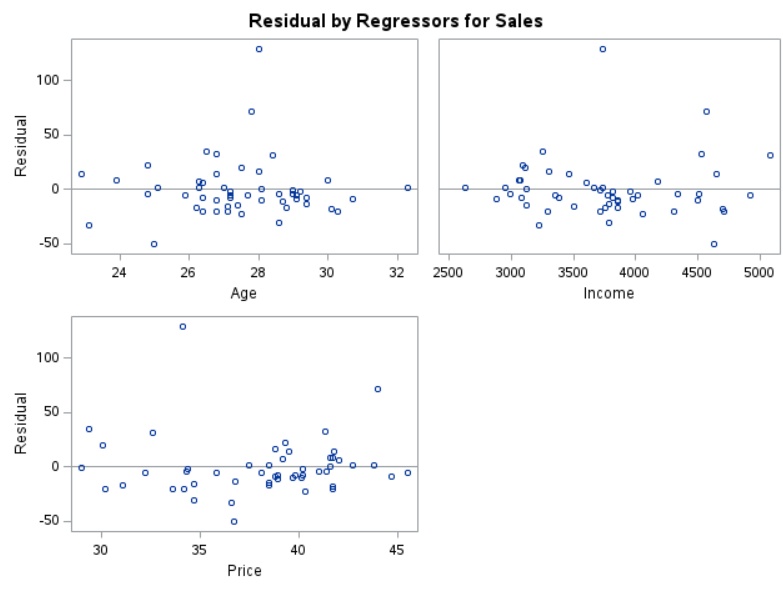 Residual by Regressors for Sales
Residual
100
50
0
-50
24 26 28 30 32
Age
2500 3000 3500 4000 4500 5000
Income
Residual
100
50
0
-50
30 35 40 45
Price